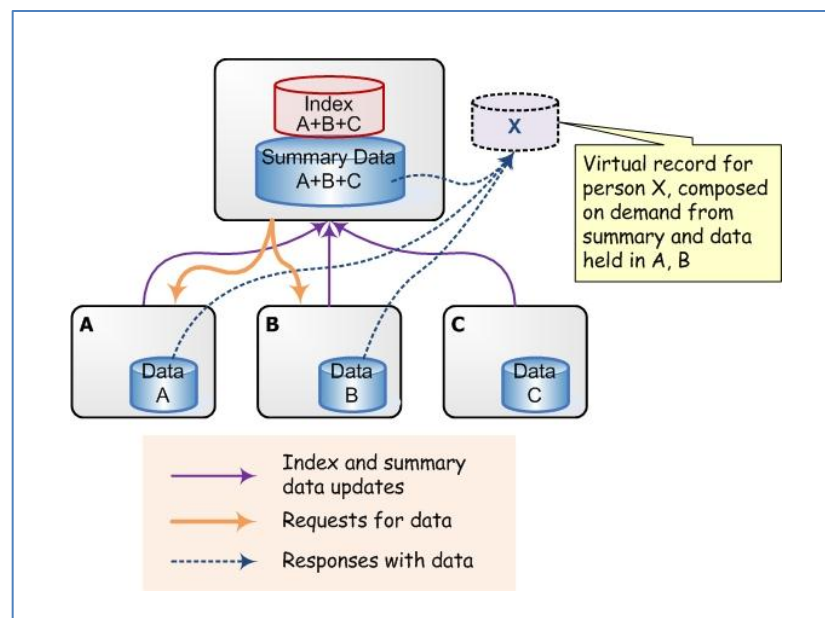 Index
A+B+C
Summary Data
A+B+C
X
Virtual record for
person X, composed
on demand from
summary and data
held in A, B
A
Data
A
B
Data
B
C
Data
C
Index and summary
data updates
Requests for data
Responses with data